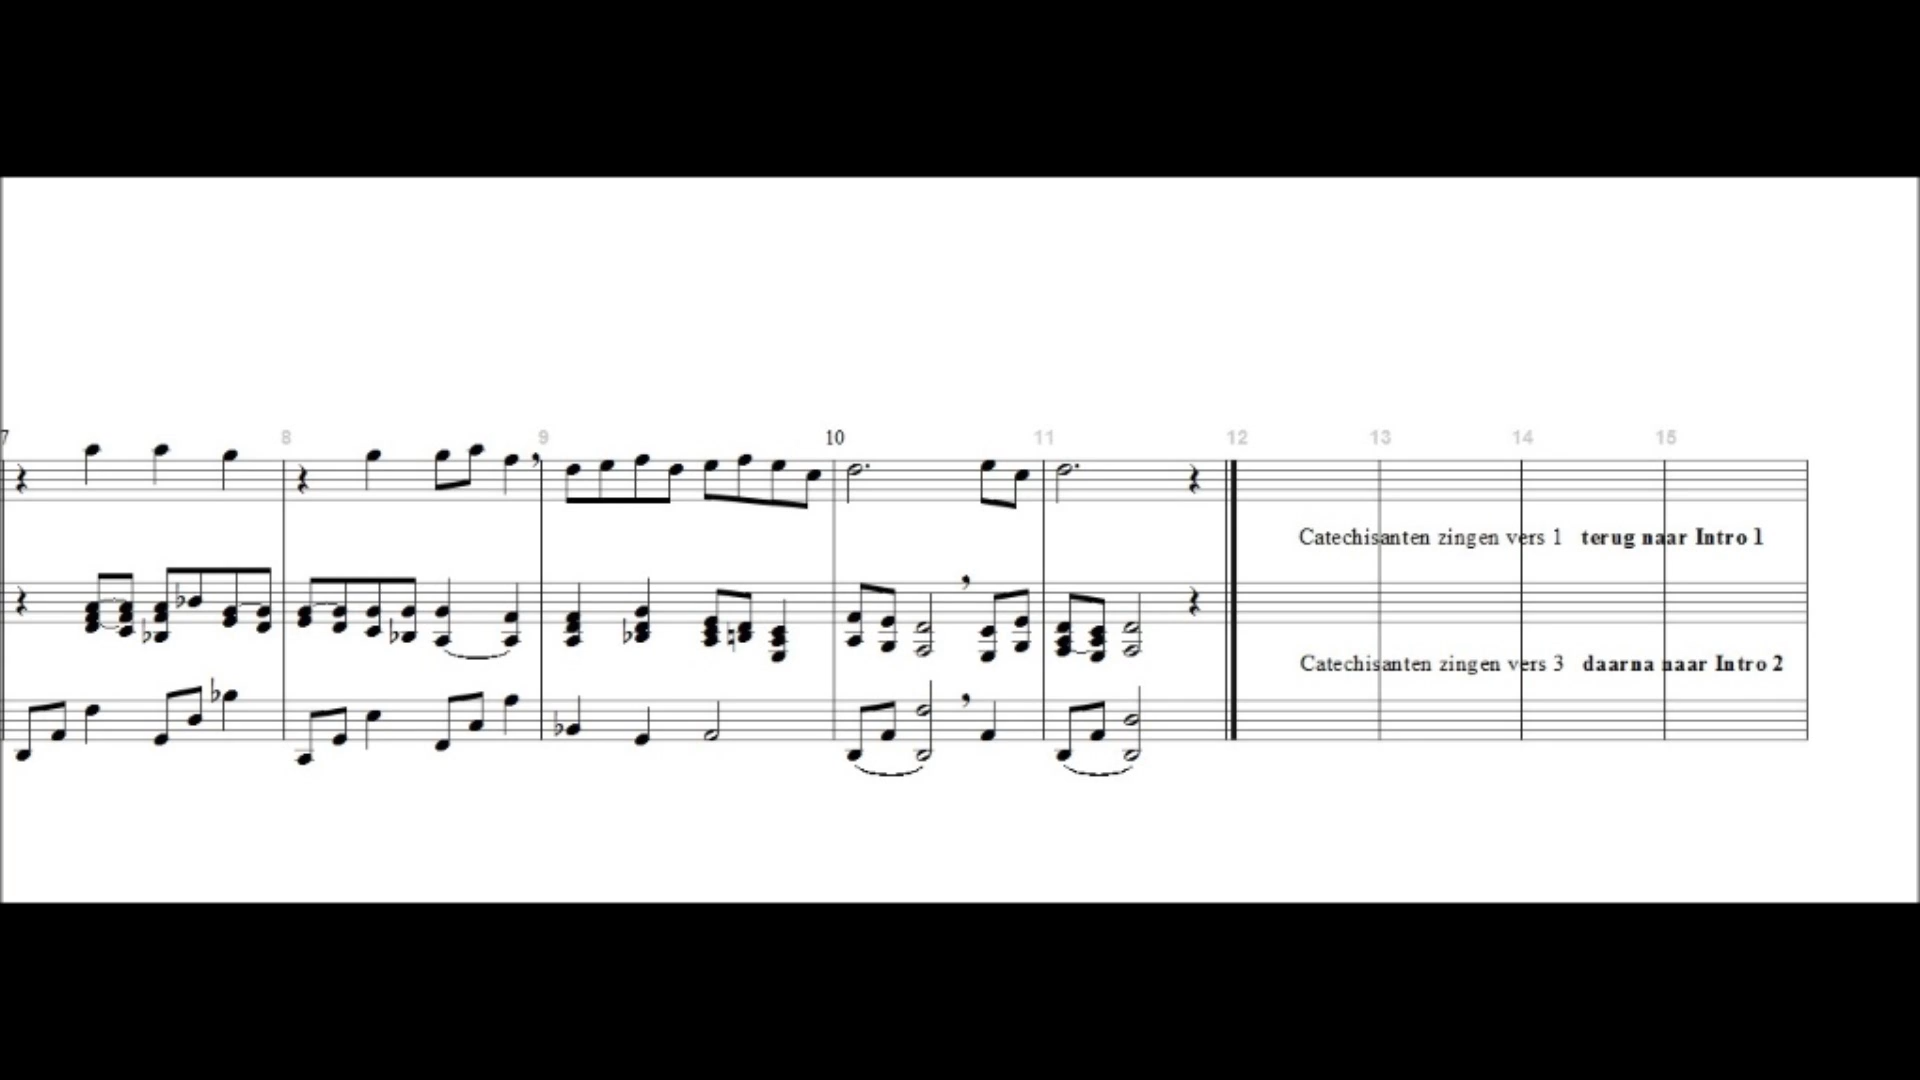 7 8 9 10 11 12 13 14 15
Catechisanten zingen vers 1 terug naar Intro 1
Catechisanten zingen vers 3 daarna naar Intro 2